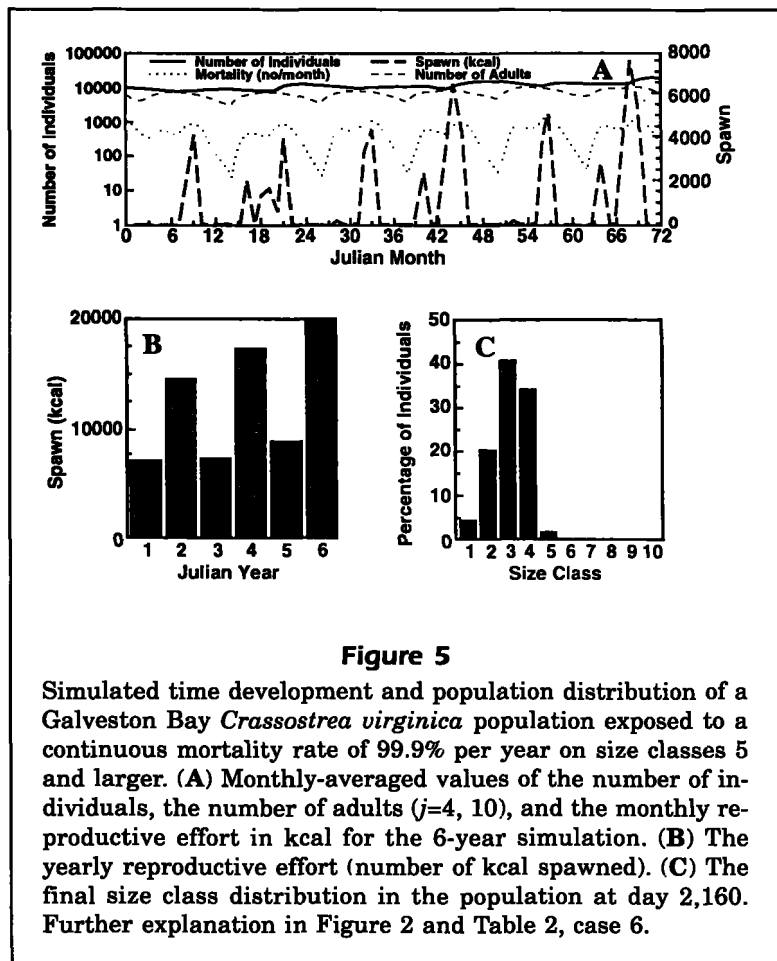 Number of Individuals
Spawn (kcal)
Mortality (no/month)
Number of Adults
A
100000
10000
1000
100
10
1
Number of Individuals
8000
6000
4000
2000
0
Spawn
0 6 12 18 24 30 36 42 48 54 60 66 72
Julian Month
B
20000
10000
0
Spawn (kcal)
1 2 3 4 5 6
Julian Year
C
50
40
30
20
10
0
Percentage of Individuals
1 2 3 4 5 6 7 8 9 10
Size Class
Figure 5
Simulated time development and population distribution of a
Galveston Bay Crassostrea virginica population exposed to a
continuous mortality rate of 99.9% per year on size classes 5
and larger. (A) Monthly-averaged values of the number of in-
dividuals, the number of adults (j=4, 10), and the monthly re-
productive effort in kcal for the 6-year simulation. (B) The
yearly reproductive effort (number of kcal spawned). (C) The
final size class distribution in the population at day 2,160.
Further explanation in Figure 2 and Table 2, case 6.